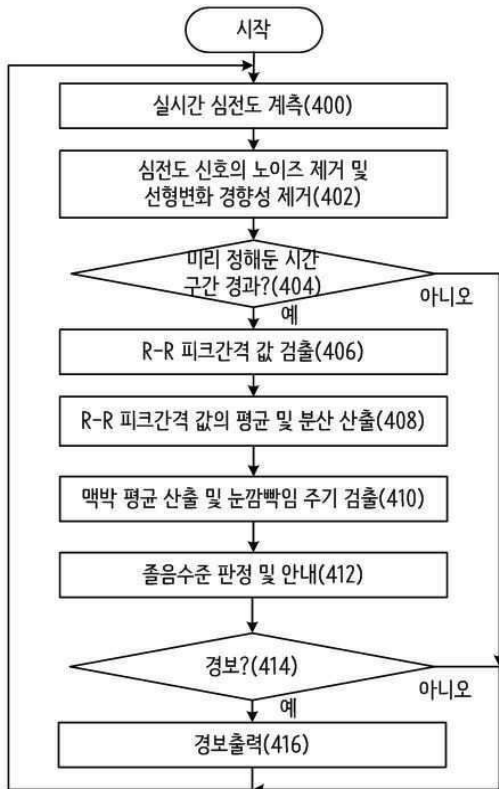 시작
실시간 심전도 계측(400)
심전도 신호의 노이즈 제거 및
선형변화 경향성 제거(402)
미리 정해둔 시간
구간 경과?(404)
아니오
예
R-R 피크간격 값 검출(406)
R-R 피크간격 값의 평균 및 분산 산출(408)
맥박 평균 산출 및 눈깜빡임 주기 검출(410)
졸음수준 판정 및 안내(412)
경보?(414)
아니오
예
경보출력(416)